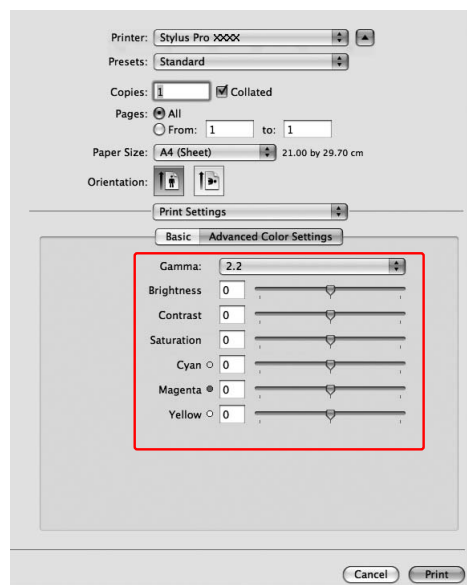 Printer: Stylus Pro XXXX
Presets: Standard
Copies: 1 Collated
Pages: All
From: 1 to: 1
Paper Size: A4 (Sheet) 21.00 by 29.70 cm
Orientation:
Print Settings
Basic Advanced Color Settings
Gamma: 2.2
Brightness 0
Contrast 0
Saturation 0
Cyan 0
Magenta 0
Yellow 0
Cancel Print